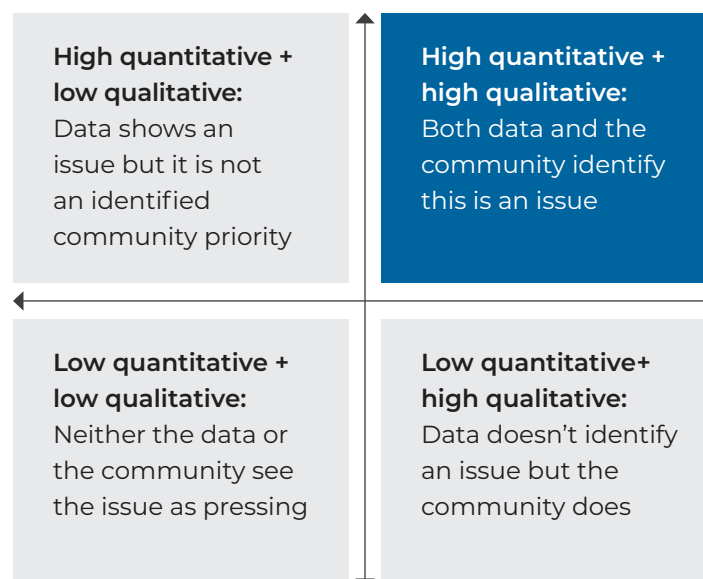 High quantitative +
low qualitative:
Data shows an
issue but it is not
an identified
community priority
High quantitative +
high qualitative:
Both data and the
community identify
this is an issue
Low quantitative +
low qualitative:
Neither the data or
the community see
the issue as pressing
Low quantitative+
high qualitative:
Data doesn’t identify
an issue but the
community does